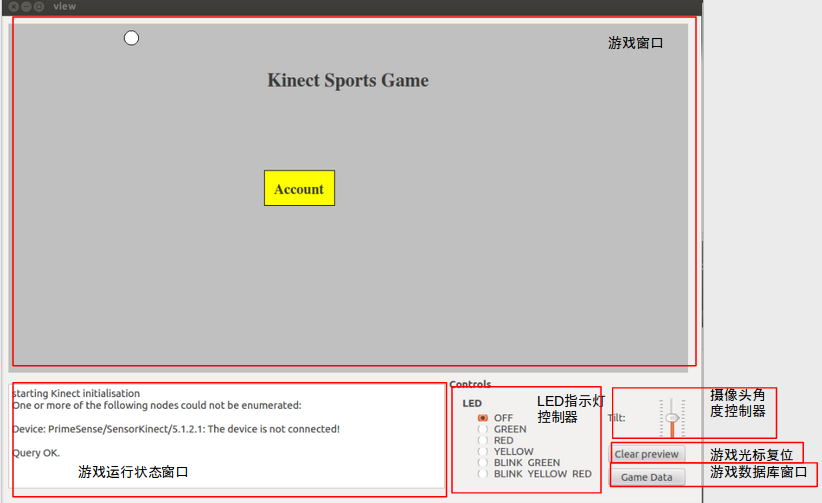 view
游戏窗口
Kinect Sports Game
Account
starting Kinect initialisation
One or more of the following nodes could not be enumerated:
Device: PrimeSense/SensorKinect/5.1.2.1: The device is not connected!
Query OK.
游戏运行状态窗口
Controls
LED
OFF
GREEN
RED
YELLOW
BLINK GREEN
BLINK YELLOW RED
LED指示灯
控制器
Tilt:
摄像头角
度控制器
Clear preview
游戏光标复位
Game Data
游戏数据库窗口